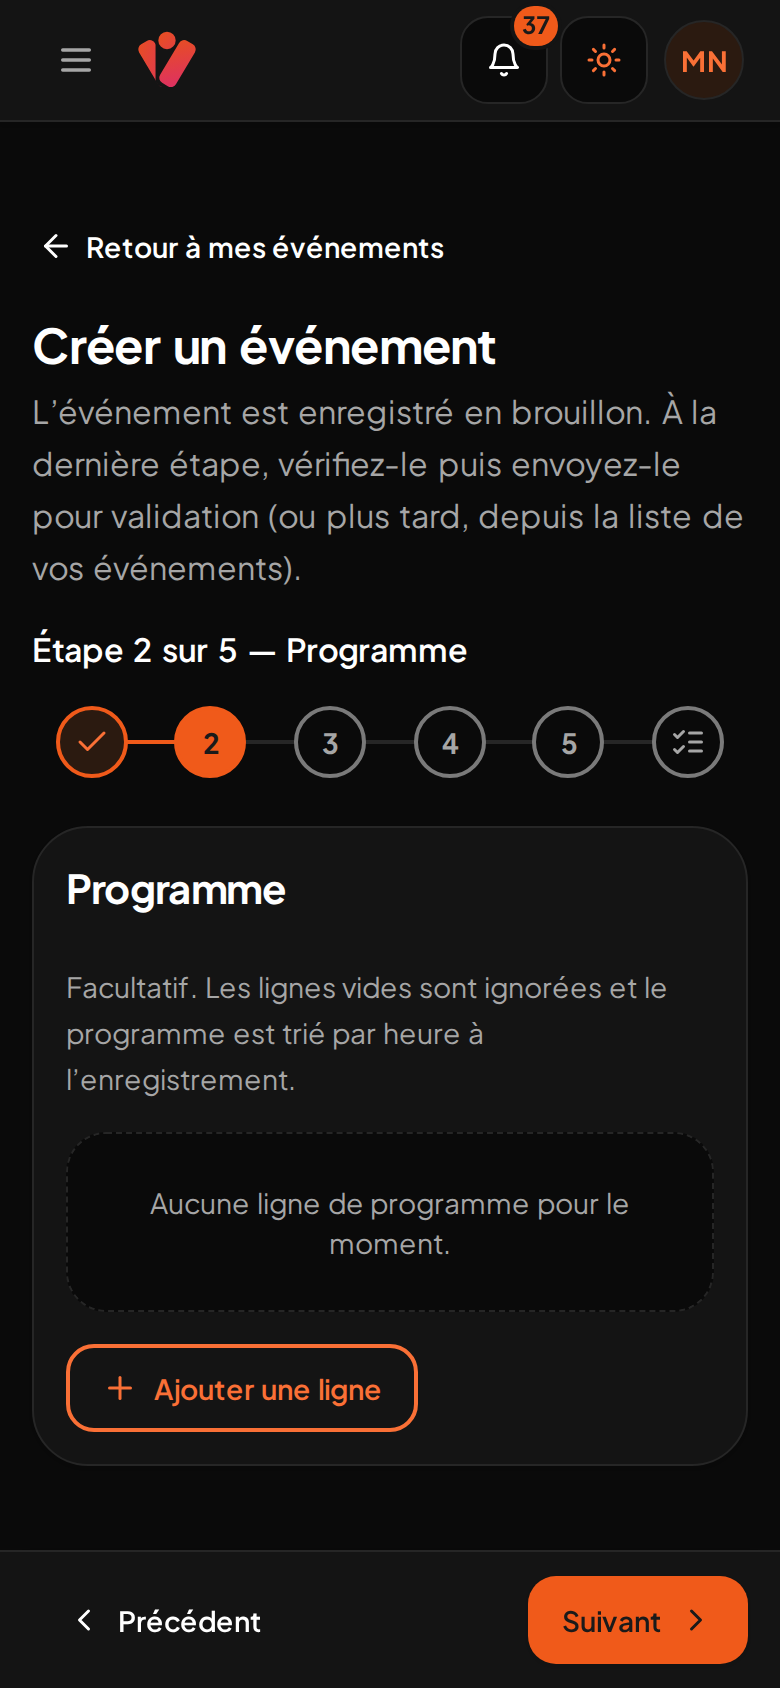 37
MN
Retour à mes événements
Créer un événement
L’événement est enregistré en brouillon. À la
dernière étape, vérifiez-le puis envoyez-le
pour validation (ou plus tard, depuis la liste de
vos événements).
Étape 2 sur 5 — Programme
2 3 4 5
Programme
Facultatif. Les lignes vides sont ignorées et le
programme est trié par heure à
l’enregistrement.
Aucune ligne de programme pour le
moment.
Ajouter une ligne
Précédent Suivant